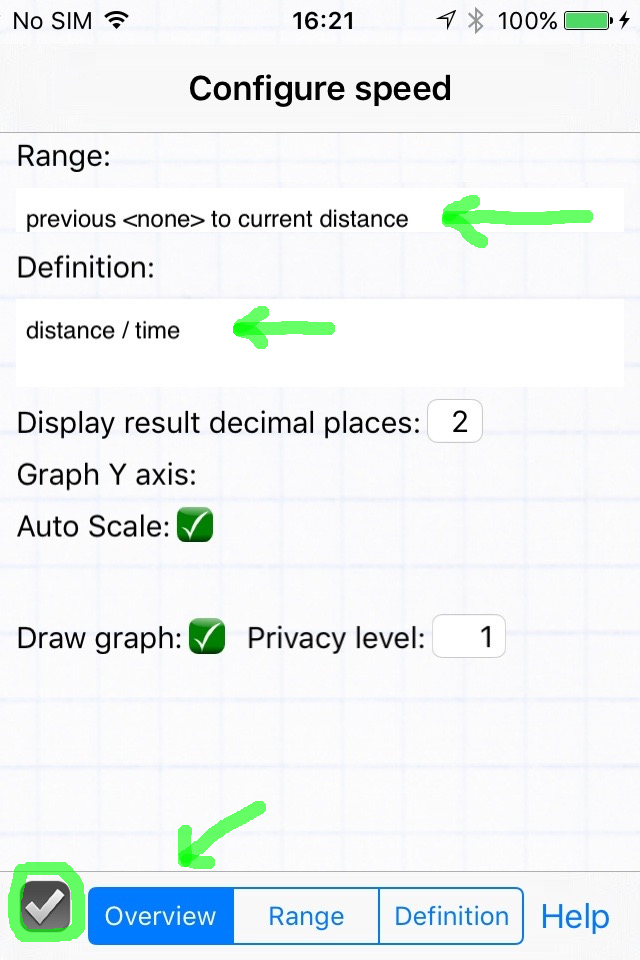 No SIM 16:21 100%
Configure speed
Range:
previous <none> to current distance
Definition:
distance / time
Display result decimal places: 2
Graph Y axis:
Auto Scale:
Draw graph: Privacy level: 1
Overview Range Definition Help